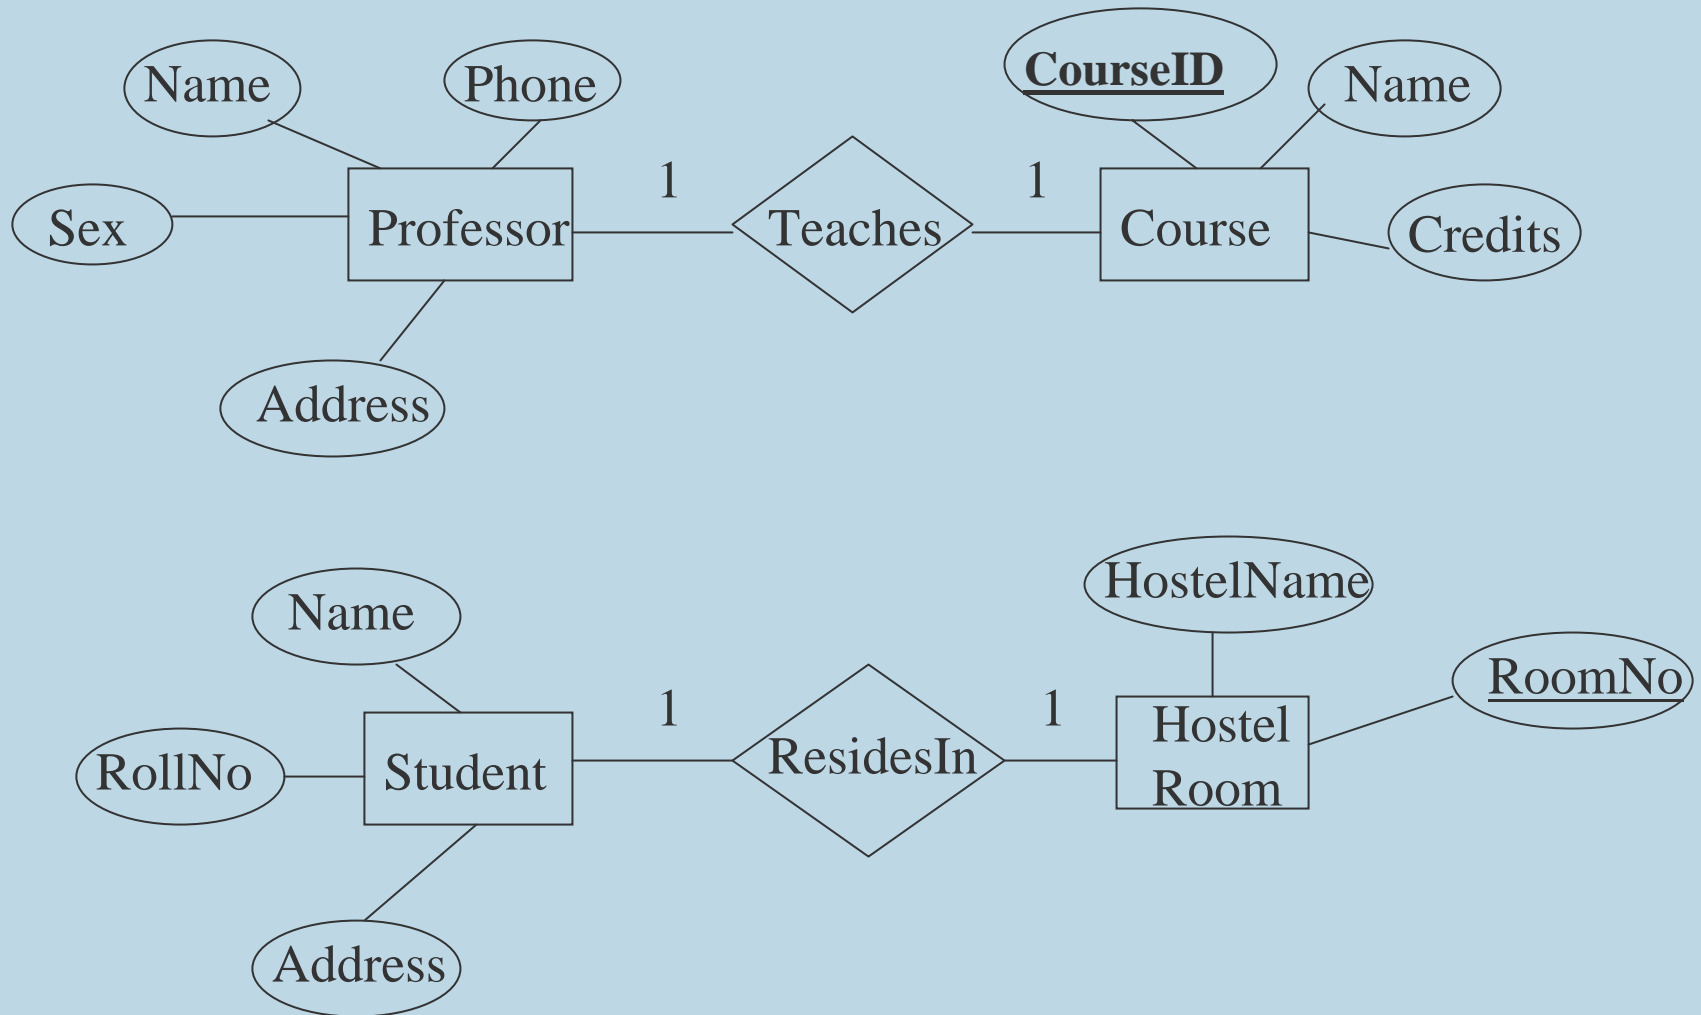 Name
Phone
CourseID
Name
1
1
Sex
Professor
Teaches
Course
Credits
Address
HostelName
Name
RoomNo
1
1
Hostel
Room
RollNo
Student
ResidesIn
Address